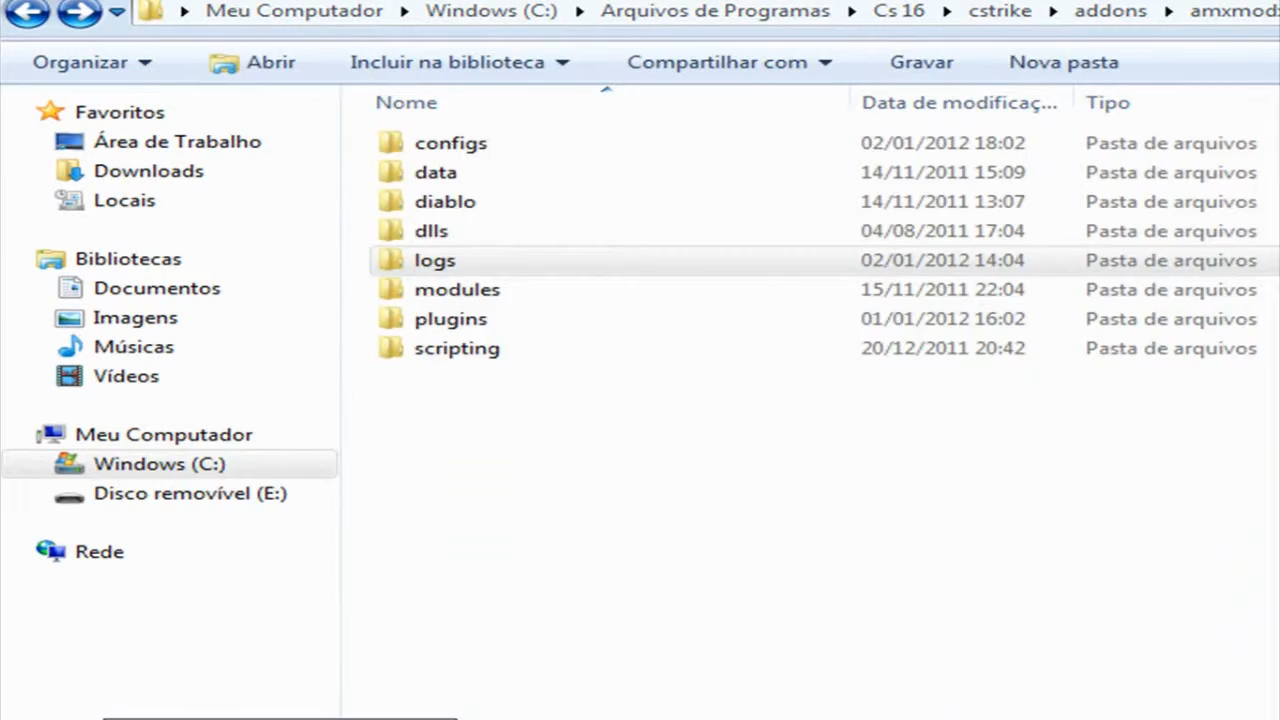 Meu Computador Windows (C:) Arquivos de Programas Cs 16 cstrike addons
Organizar Abrir Incluir na biblioteca Compartilhar com Gravar Nova pasta
Nome Data de modificaç... Tipo
Favoritos
Área de Trabalho
Downloads
Locais
Bibliotecas
Documentos
Imagens
Músicas
Vídeos
Meu Computador
Windows (C:)
Disco removível (E:)
Rede
configs 02/01/2012 18:02 Pasta de arquivos
data 14/11/2011 15:09 Pasta de arquivos
diablo 14/11/2011 13:07 Pasta de arquivos
dlls 04/08/2011 17:04 Pasta de arquivos
logs 02/01/2012 14:04 Pasta de arquivos
modules 15/11/2011 22:04 Pasta de arquivos
plugins 01/01/2012 16:02 Pasta de arquivos
scripting 20/12/2011 20:42 Pasta de arquivos